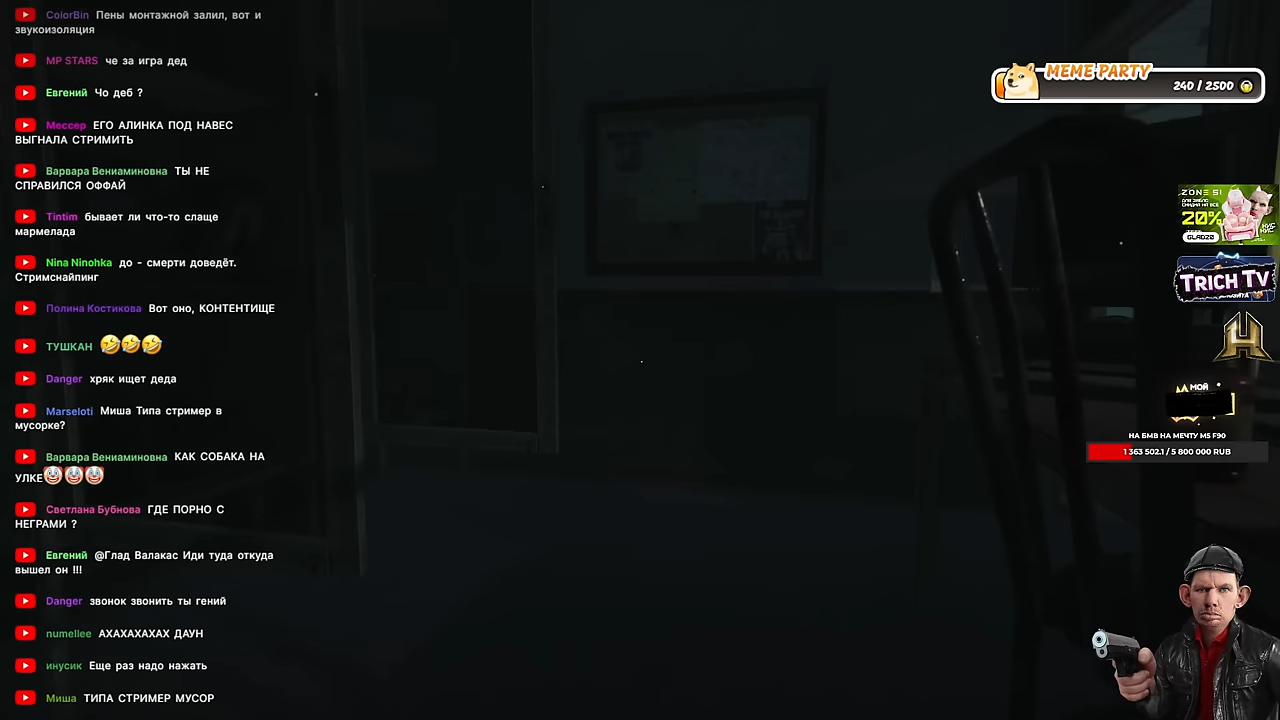 ColorBin Пены монтажной залил, вот и
звукоизоляция
MP STARS че за игра дед
Евгений Чо деб ?
Мессер ЕГО АЛИНКА ПОД НАВЕС
ВЫГНАЛА СТРИМИТЬ
Варвара Вениаминовна ТЫ НЕ
СПРАВИЛСЯ ОФФАЙ
Tintim бывает ли что-то слаще
мармелада
Nina Ninohka до - смерти доведёт.
Стримснайпинг
Полина Костикова Вот оно, КОНТЕНТИЩЕ
ТУШКАН 🤣🤣🤣
Danger хряк ищет деда
Marseloti Миша Типа стример в
мусорке?
Варвара Вениаминовна КАК СОБАКА НА
УЛКЕ🤡🤡🤡
Светлана Бубнова ГДЕ ПОРНО С
НЕГРАМИ ?
Евгений @Глад Валакас Иди туда откуда
вышел он !!!
Danger звонок звонить ты гений
numellee АХАХАХАХАХ ДАУН
инусик Еще раз надо нажать
Миша ТИПА СТРИМЕР МУСОР
MEME PARTY
240 / 2500
ZONE 51
20%
GLAD20
TRICH TV
МОЙ
НА БМВ НА МЕЧТУ M5 F90
1 363 502.1 / 5 800 000 RUB